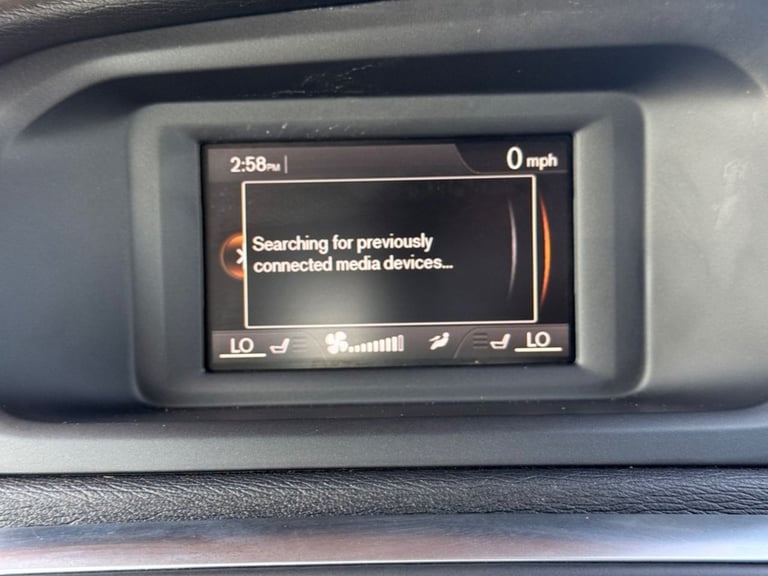 2:58PM
0 mph
Searching for previously
connected media devices...
LO LO